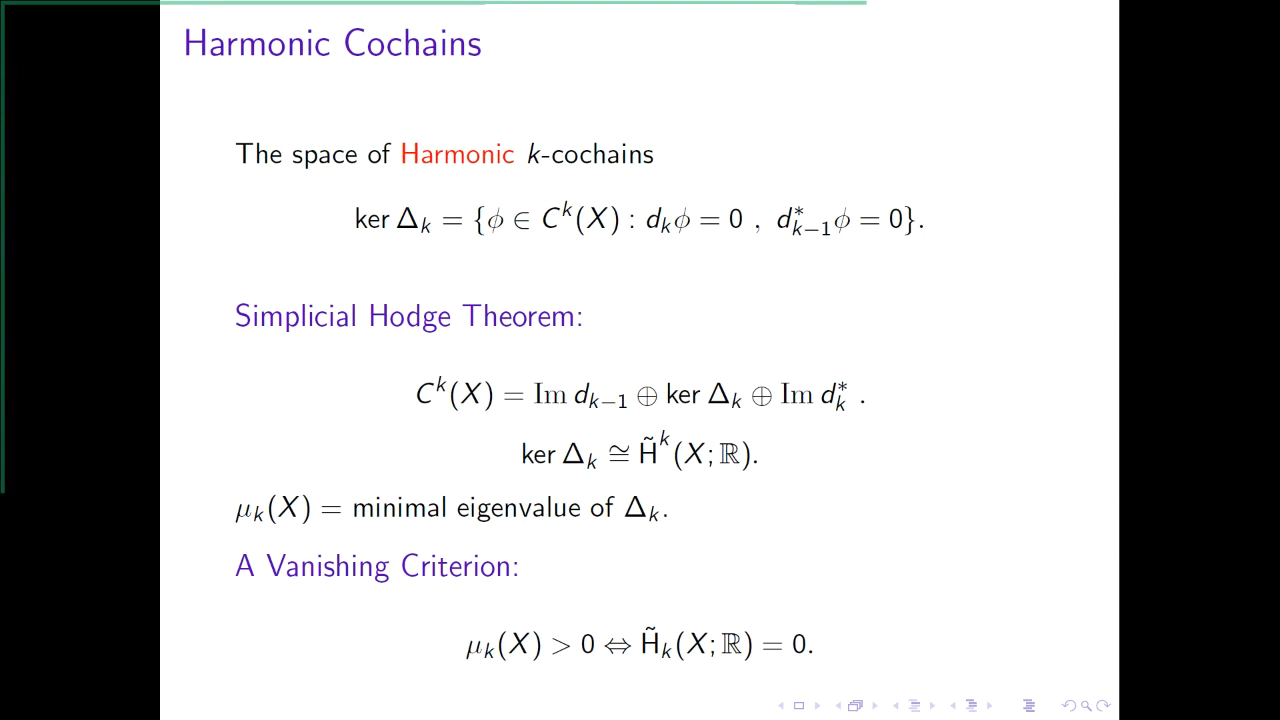 Harmonic Cochains
The space of Harmonic k-cochains
ker Δ_k = {ϕ ∈ C^k(X) : d_kϕ = 0 , d^*_{k−1}ϕ = 0}.
Simplicial Hodge Theorem:
C^k(X) = Im d_{k−1} ⊕ ker Δ_k ⊕ Im d^*_k .
ker Δ_k ≅ H̃^k(X; ℝ).
μ_k(X) = minimal eigenvalue of Δ_k.
A Vanishing Criterion:
μ_k(X) > 0 ⇔ H̃_k(X; ℝ) = 0.